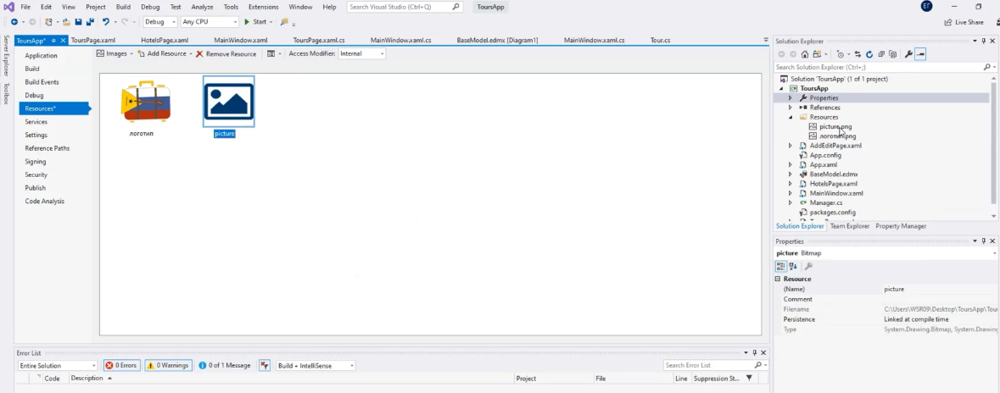 File Edit View Project Build Debug Test Analyze Tools Extensions Window Help Search Visual Studio (Ctrl+Q) ToursApp ЕГ
Debug Any CPU Start Live Share
ToursApp* ToursPage.xaml HotelsPage.xaml MainWindow.xaml ToursPage.xaml.cs MainWindow.xaml.cs BaseModel.edmx [Diagram1] MainWindow.xaml.cs Tour.cs
Server Explorer
Toolbox
Application
Build
Build Events
Debug
Resources*
Services
Settings
Reference Paths
Signing
Security
Publish
Code Analysis
Images Add Resource Remove Resource Access Modifier: Internal
логотип picture
Solution Explorer
Search Solution Explorer (Ctrl+;)
Solution 'ToursApp' (1 of 1 project)
ToursApp
Properties
References
Resources
picture.png
логотип.png
AddEditPage.xaml
App.config
App.xaml
BaseModel.edmx
HotelsPage.xaml
MainWindow.xaml
Manager.cs
packages.config
Solution Explorer Team Explorer Property Manager
Properties
picture Bitmap
Resource
(Name) picture
Comment
Filename C:\Users\WSR09\Desktop\ToursApp\Tour
Persistence Linked at compile time
Type System.Drawing.Bitmap, System.Drawing
Error List
Entire Solution 0 Errors 0 Warnings 0 of 1 Message Build + IntelliSense Search Error List
Code Description Project File Line Suppression St...